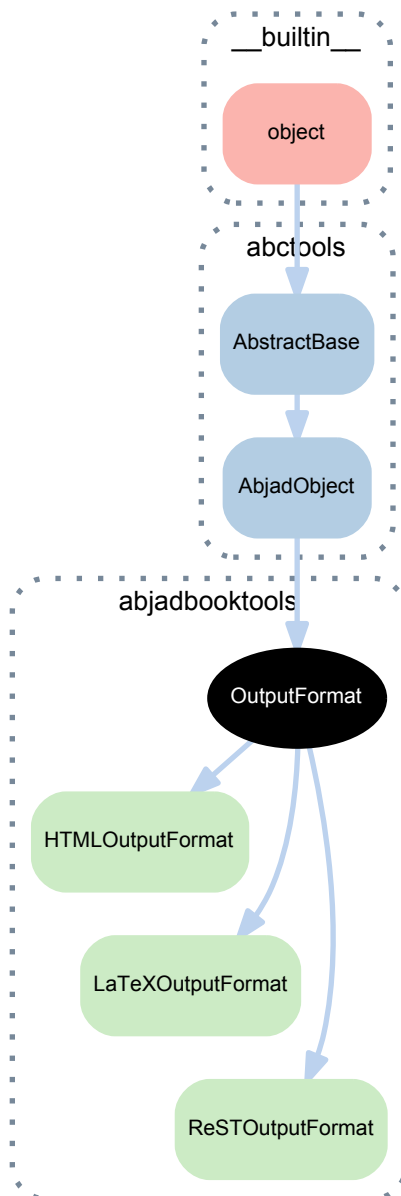 __builtin__
object
abctools
AbstractBase
AbjadObject
abjadbooktools
OutputFormat
HTMLOutputFormat
LaTeXOutputFormat
ReSTOutputFormat